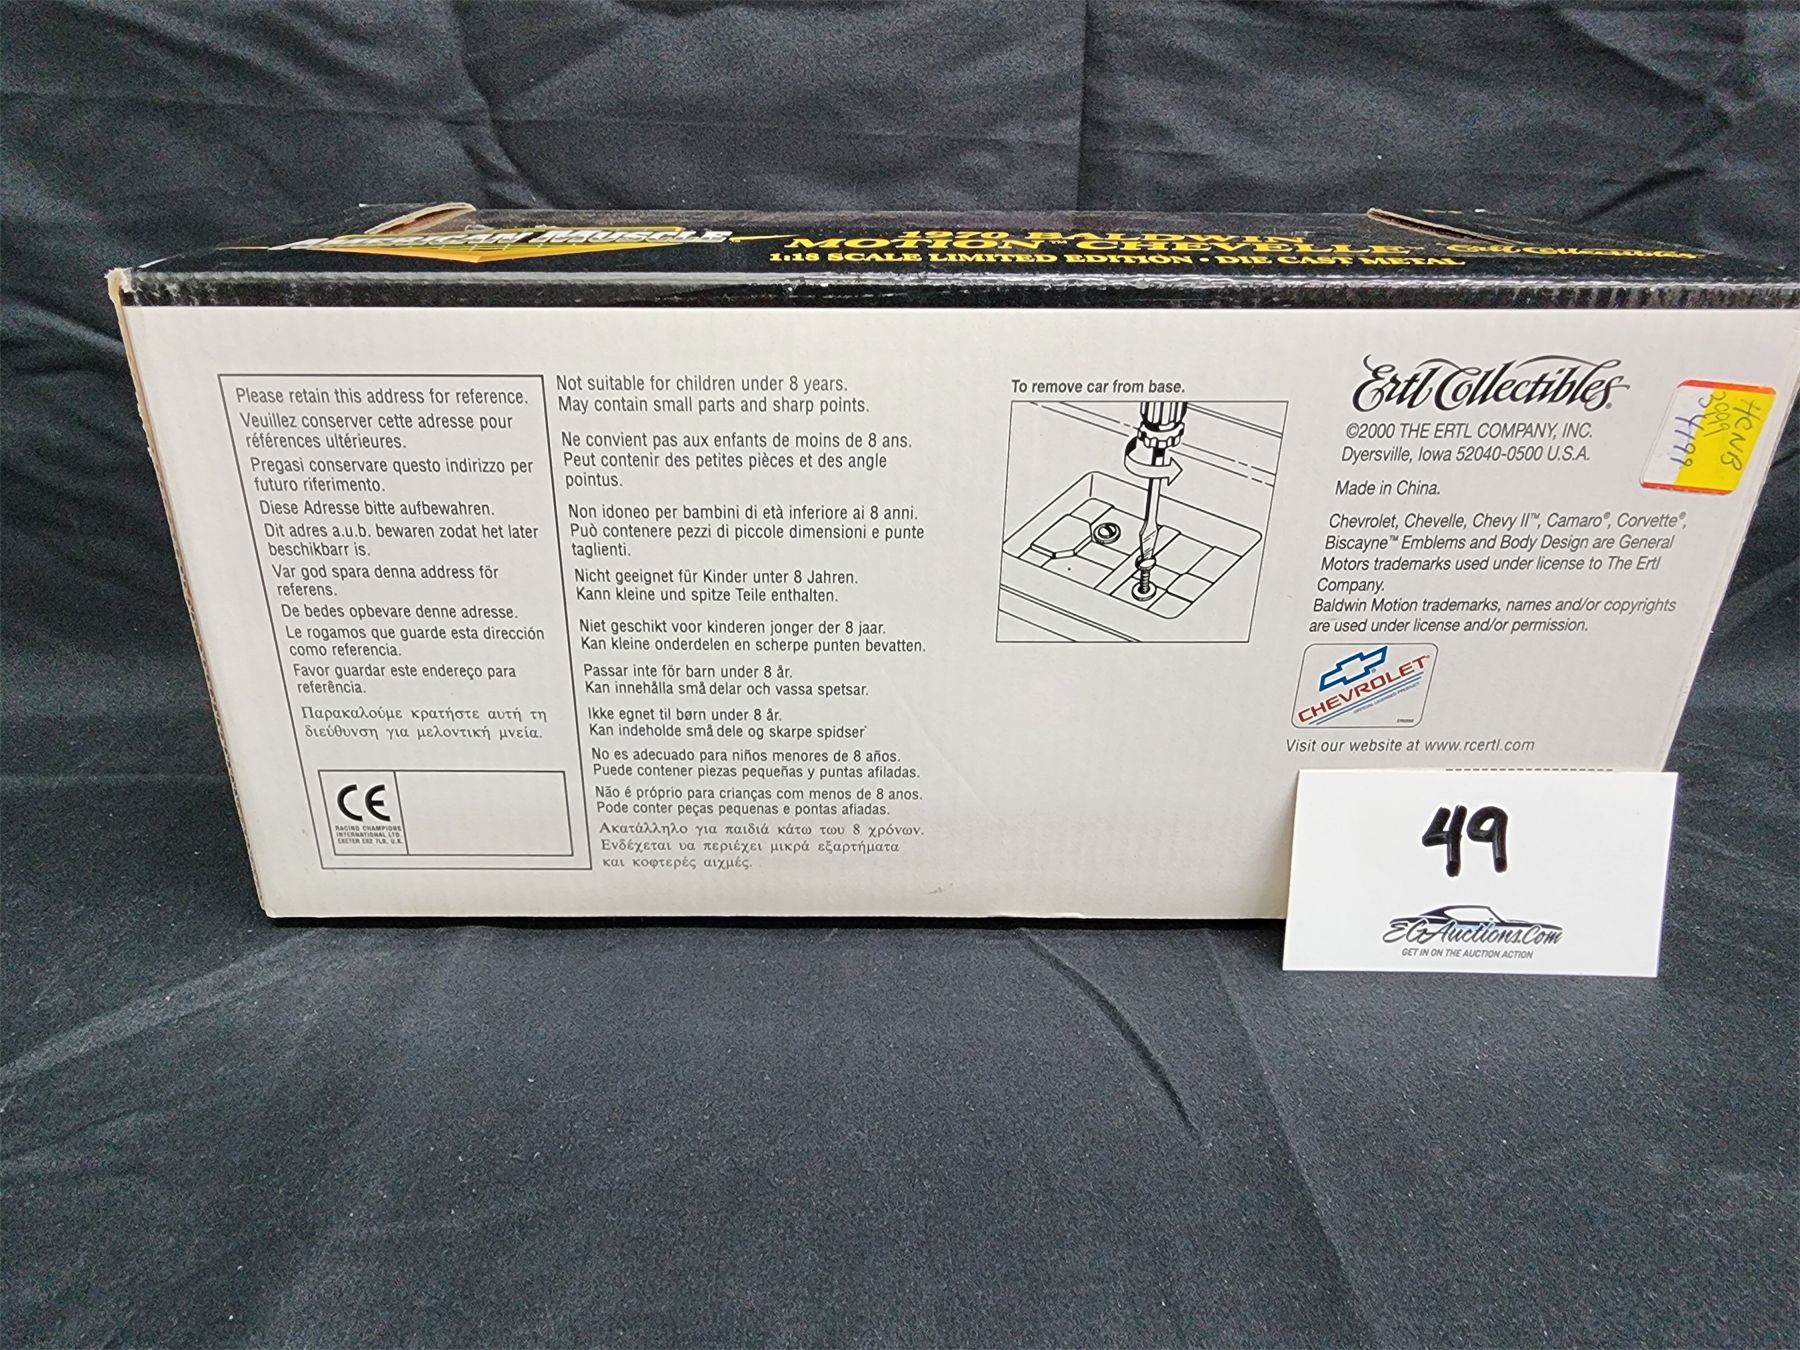 AMERICAN MUSCLE
1970 BALDWIN
MOTION™ CHEVELLE™
1:18 SCALE LIMITED EDITION • DIE CAST METAL
Ertl Collectibles
Please retain this address for reference.
Veuillez conserver cette adresse pour
références ultérieures.
Pregasi conservare questo indirizzo per
futuro riferimento.
Diese Adresse bitte aufbewahren.
Dit adres a.u.b. bewaren zodat het later
beschikbarr is.
Var god spara denna address för
referens.
De bedes opbevare denne adresse.
Le rogamos que guarde esta dirección
como referencia.
Favor guardar este endereço para
referência.
Παρακαλούμε κρατήστε αυτή τη
διεύθυνση για μελοντική μνεία.
CE
RACING CHAMPIONS
INTERNATIONAL LTD.
EXETER EX2 7LB, U.K.
Not suitable for children under 8 years.
May contain small parts and sharp points.
Ne convient pas aux enfants de moins de 8 ans.
Peut contenir des petites pièces et des angle
pointus.
Non idoneo per bambini di età inferiore ai 8 anni.
Può contenere pezzi di piccole dimensioni e punte
taglienti.
Nicht geeignet für Kinder unter 8 Jahren.
Kann kleine und spitze Teile enthalten.
Niet geschikt voor kinderen jonger der 8 jaar.
Kan kleine onderdelen en scherpe punten bevatten.
Passar inte för barn under 8 år.
Kan innehålla små delar och vassa spetsar.
Ikke egnet til børn under 8 år.
Kan indeholde små dele og skarpe spidser
No es adecuado para niños menores de 8 años.
Puede contener piezas pequeñas y puntas afiladas.
Não é próprio para crianças com menos de 8 anos.
Pode conter peças pequenas e pontas afiadas.
Ακατάλληλο για παιδιά κάτω του 8 χρόνων.
Ενδέχεται υα περιέχει μικρά εξαρτήματα
και κοφτερές αιχμές.
To remove car from base.
Ertl Collectibles®
©2000 THE ERTL COMPANY, INC.
Dyersville, Iowa 52040-0500 U.S.A.
Made in China.
Chevrolet, Chevelle, Chevy II™, Camaro®, Corvette®,
Biscayne™ Emblems and Body Design are General
Motors trademarks used under license to The Ertl
Company.
Baldwin Motion trademarks, names and/or copyrights
are used under license and/or permission.
CHEVROLET
OFFICIAL LICENSED PRODUCT
Visit our website at www.rcertl.com
HCNB
49
EGAuctions.Com
GET IN ON THE AUCTION ACTION